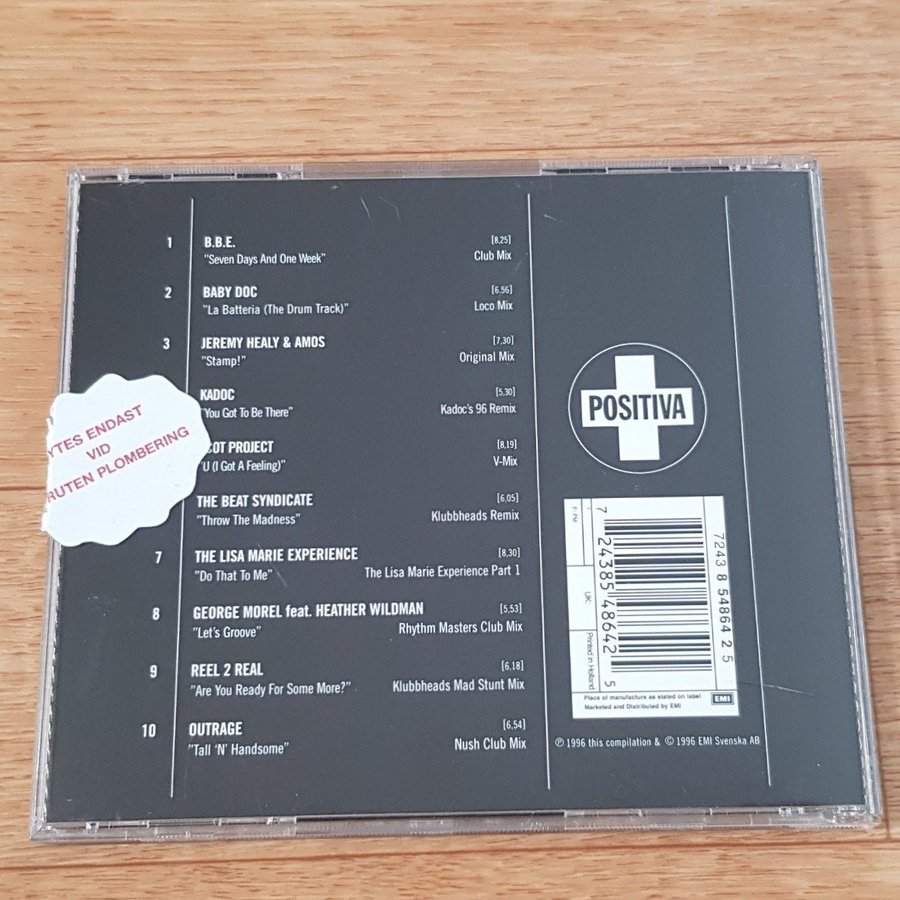 1 B.B.E. [8,25]
"Seven Days And One Week" Club Mix
2 BABY DOC [6,56]
"La Batteria (The Drum Track)" Loco Mix
3 JEREMY HEALY & AMOS [7,30]
"Stamp!" Original Mix
KADOC [5,30]
"You Got To Be There" Kadoc's 96 Remix
COT PROJECT [8,19]
"U (I Got A Feeling)" V-Mix
THE BEAT SYNDICATE [6,05]
"Throw The Madness" Klubbheads Remix
7 THE LISA MARIE EXPERIENCE [8,30]
"Do That To Me" The Lisa Marie Experience Part 1
8 GEORGE MOREL feat. HEATHER WILDMAN [5,53]
"Let's Groove" Rhythm Masters Club Mix
9 REEL 2 REAL [6,18]
"Are You Ready For Some More?" Klubbheads Mad Stunt Mix
10 OUTRAGE [6,54]
"Tall 'N' Handsome" Nush Club Mix
YTES ENDAST
VID
RUTEN PLOMBERING
POSITIVA
7243 8 54864 2 5
7 24385 48642 5
F: PM
UK:
Printed in Holland
Place of manufacture as stated on label
Marketed and Distributed by EMI
EMI
℗ 1996 this compilation & © 1996 EMI Svenska AB